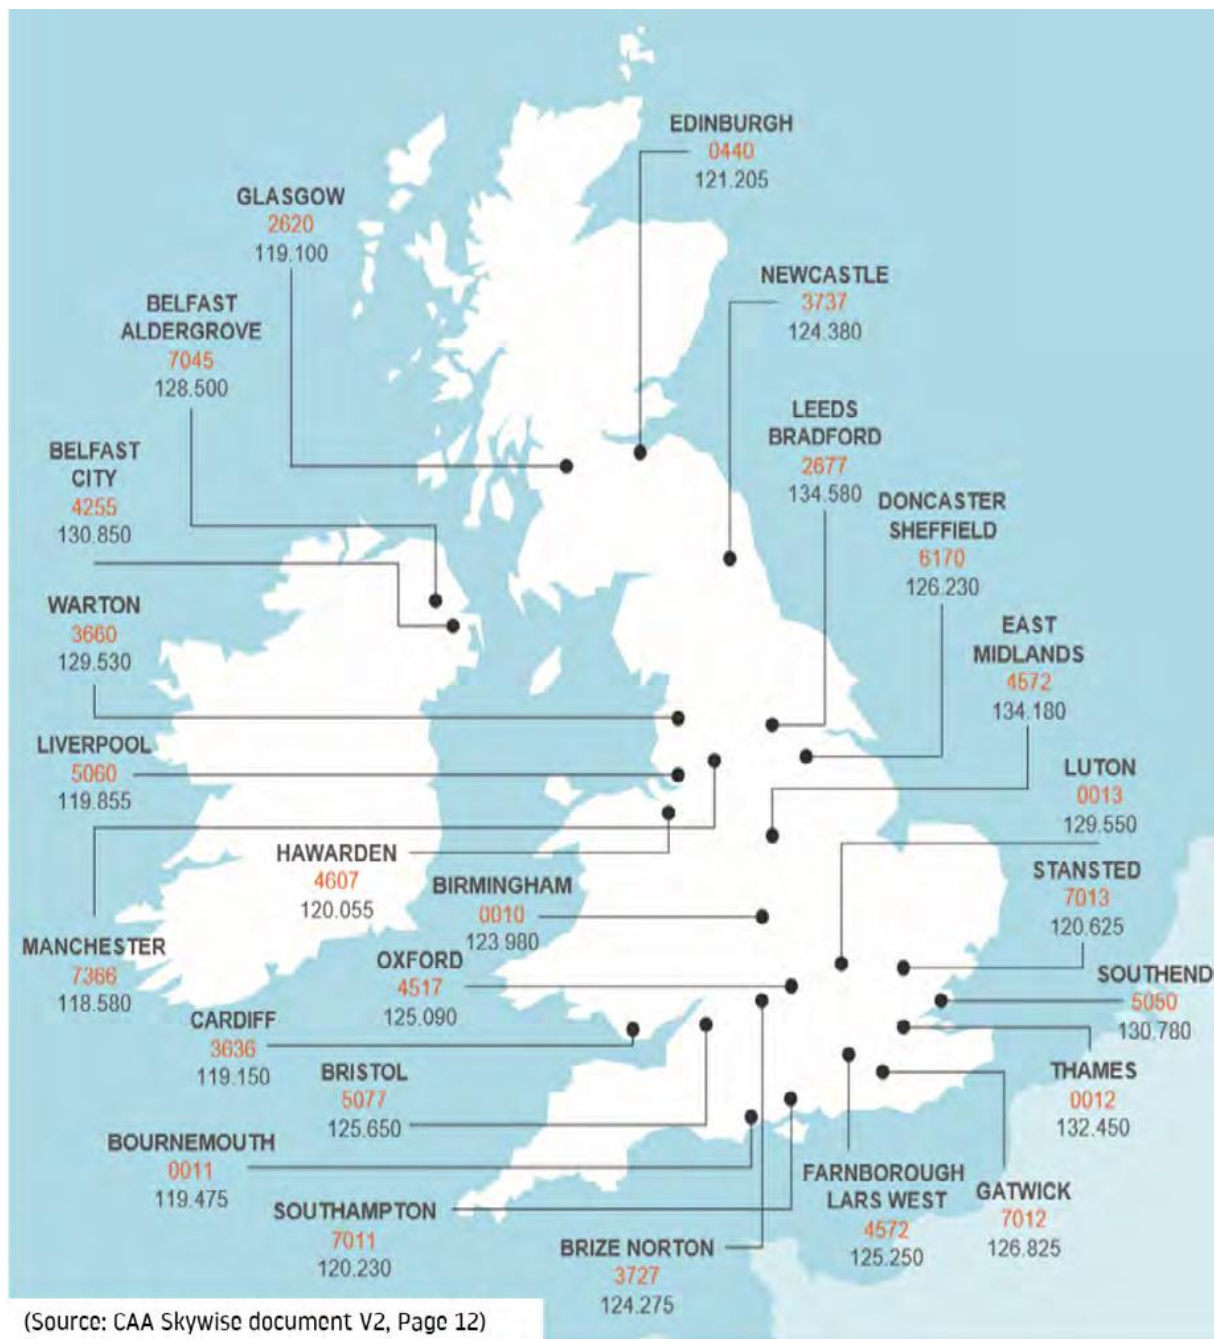 EDINBURGH
0440
121.205
GLASGOW
2620
119.100
NEWCASTLE
3737
124.380
BELFAST
ALDERGROVE
7045
128.500
LEEDS
BRADFORD
2677
134.580
BELFAST
CITY
4255
130.850
DONCASTER
SHEFFIELD
6170
126.230
WARTON
3660
129.530
EAST
MIDLANDS
4572
134.180
LIVERPOOL
5060
119.855
LUTON
0013
129.550
HAWARDEN
4607
120.055
BIRMINGHAM
0010
123.980
STANSTED
7013
120.625
MANCHESTER
7366
118.580
OXFORD
4517
125.090
SOUTHEND
5050
130.780
CARDIFF
3636
119.150
BRISTOL
5077
125.650
THAMES
0012
132.450
BOURNEMOUTH
0011
119.475
FARNBOROUGH
LARS WEST
4572
125.250
GATWICK
7012
126.825
SOUTHAMPTON
7011
120.230
BRIZE NORTON
3727
124.275
(Source: CAA Skywise document V2, Page 12)